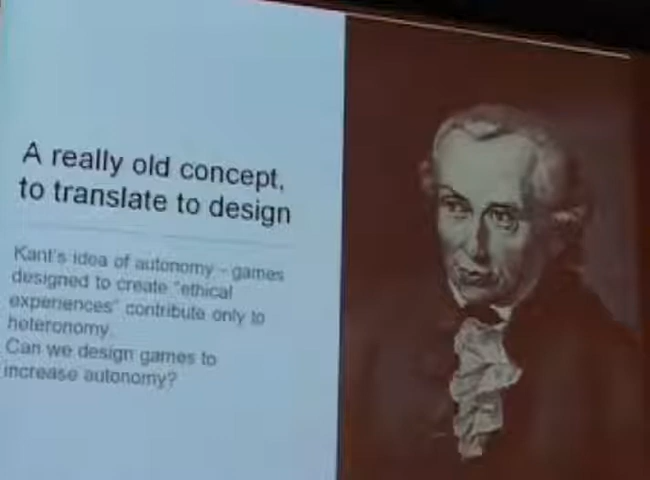 A really old concept,
to translate to design
Kant's idea of autonomy - games
designed to create "ethical
experiences" contribute only to
heteronomy.
Can we design games to
increase autonomy?